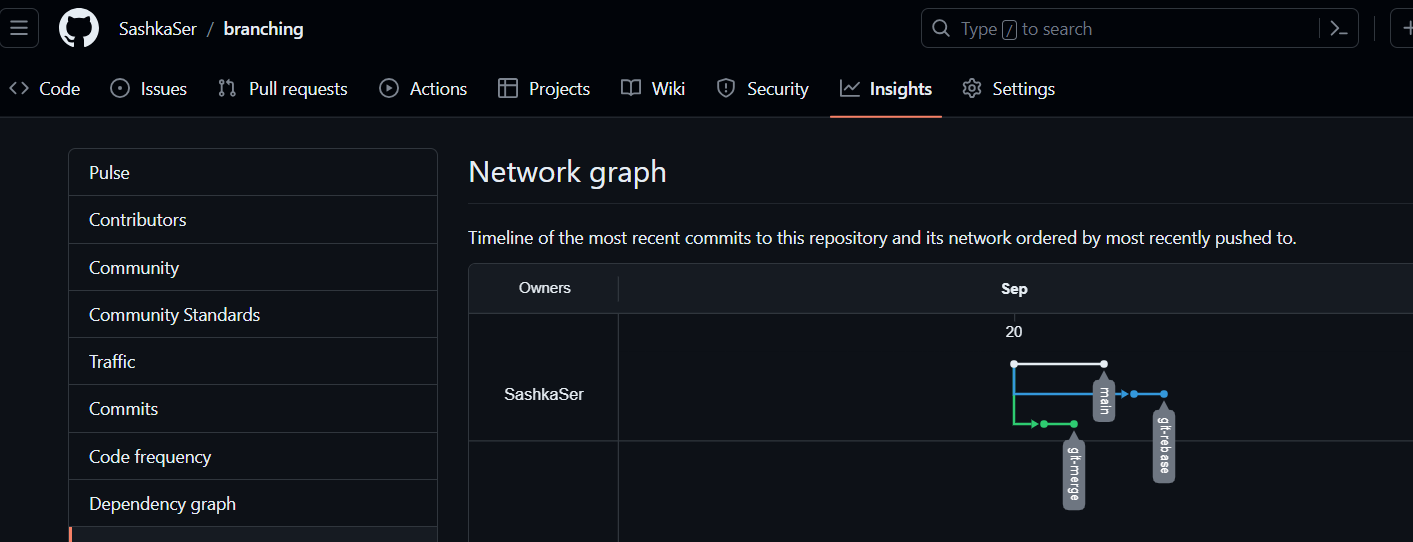 SashkaSer / branching
Type / to search
Code Issues Pull requests Actions Projects Wiki Security Insights Settings
Pulse
Contributors
Community
Community Standards
Traffic
Commits
Code frequency
Dependency graph
Network graph
Timeline of the most recent commits to this repository and its network ordered by most recently pushed to.
Owners Sep
20
SashkaSer
main
git-rebase
git-merge